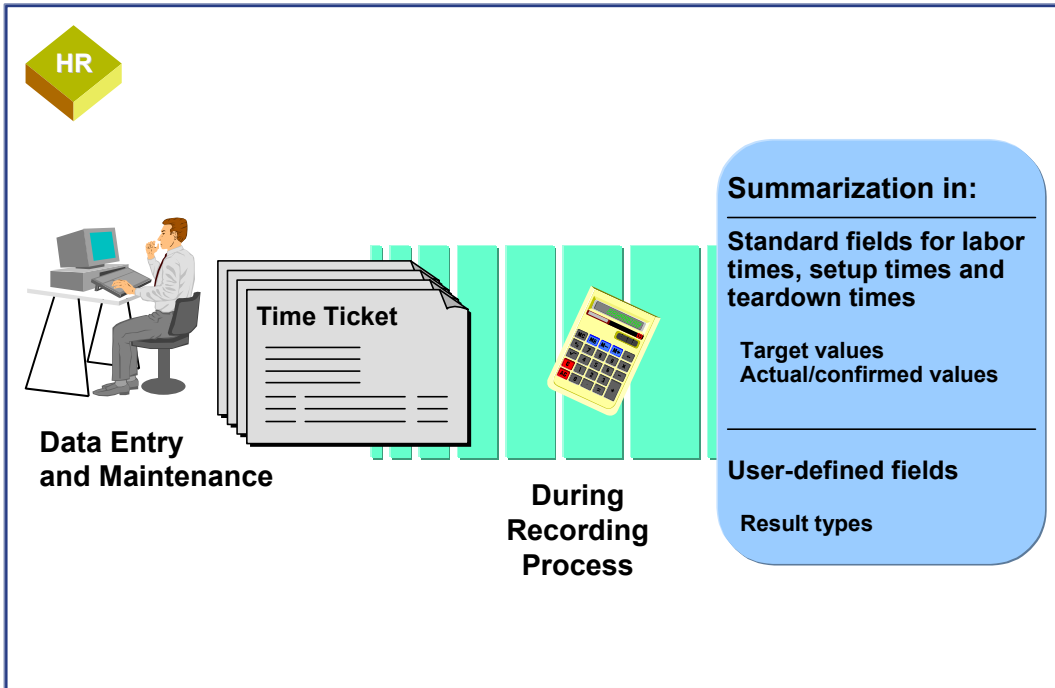 HR
Time Ticket
Data Entry
and Maintenance
During
Recording
Process
Summarization in:
Standard fields for labor
times, setup times and
teardown times
Target values
Actual/confirmed values
User-defined fields
Result types